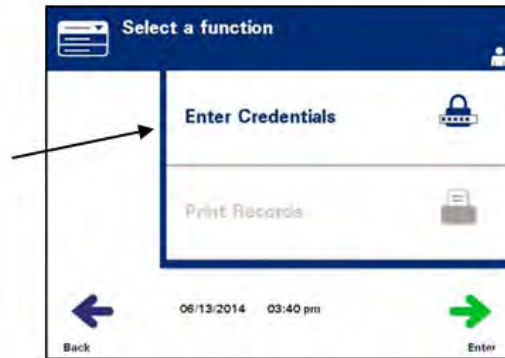 Select a function
Enter Credentials
Print Records
06/13/2014 03:40 pm
Back
Enter